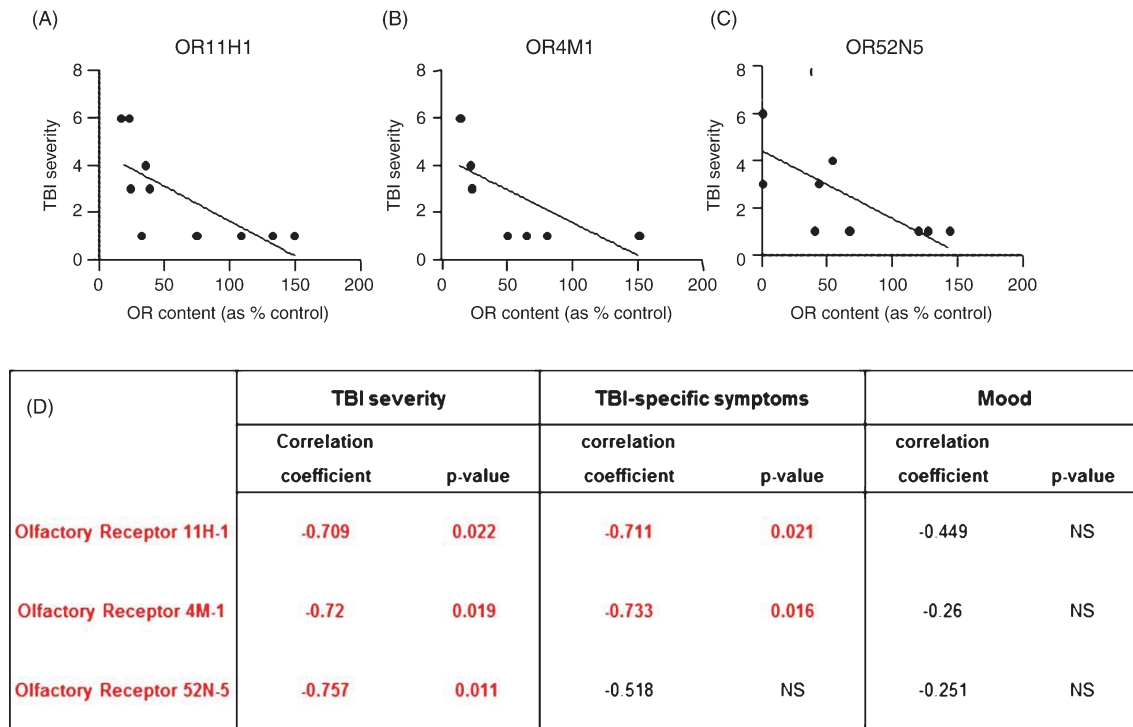 (A)
OR11H1
8
6
4
2
0
TBI severity
0 50 100 150 200
OR content (as % control)
(B)
OR4M1
8
6
4
2
0
TBI severity
0 50 100 150 200
OR content (as % control)
(C)
OR52N5
8
6
4
2
0
TBI severity
0 50 100 150 200
OR content (as % control)
(D)
TBI severity TBI-specific symptoms Mood
Correlation coefficient p-value correlation coefficient p-value correlation coefficient p-value
Olfactory Receptor 11H-1 -0.709 0.022 -0.711 0.021 -0.449 NS
Olfactory Receptor 4M-1 -0.72 0.019 -0.733 0.016 -0.26 NS
Olfactory Receptor 52N-5 -0.757 0.011 -0.518 NS -0.251 NS